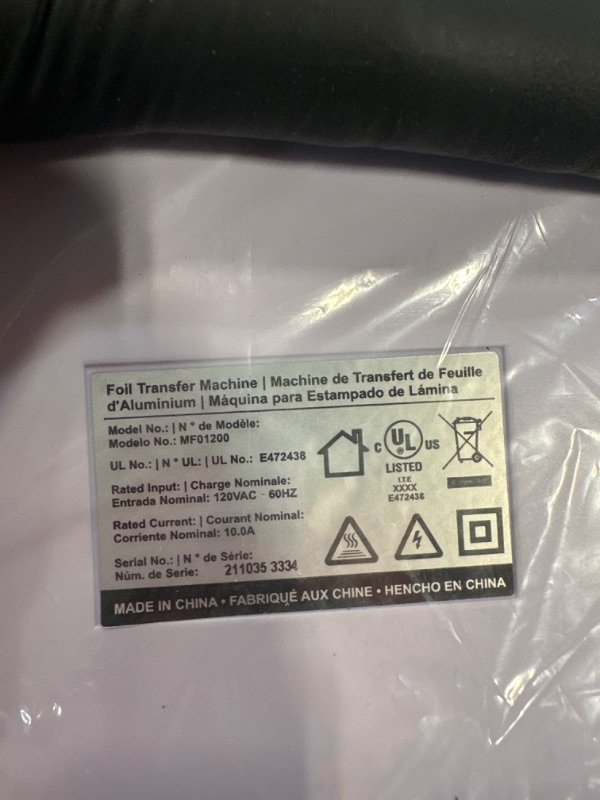 Foil Transfer Machine | Machine de Transfert de Feuille
d'Aluminium | Máquina para Estampado de Lámina
Model No.: | N ° de Modèle:
Modelo No.: MF01200
UL No.: | N ° UL: | UL No.: E472438
Rated Input: | Charge Nominale:
Entrada Nominal: 120VAC ~ 60HZ
Rated Current: | Courant Nominal:
Corriente Nominal: 10.0A
Serial No.: | N ° de Série:
Núm. de Serie: 211035 3334
C UL US
LISTED
I.T.E
XXXX
E472438
MADE IN CHINA • FABRIQUÉ AUX CHINE • HENCHO EN CHINA